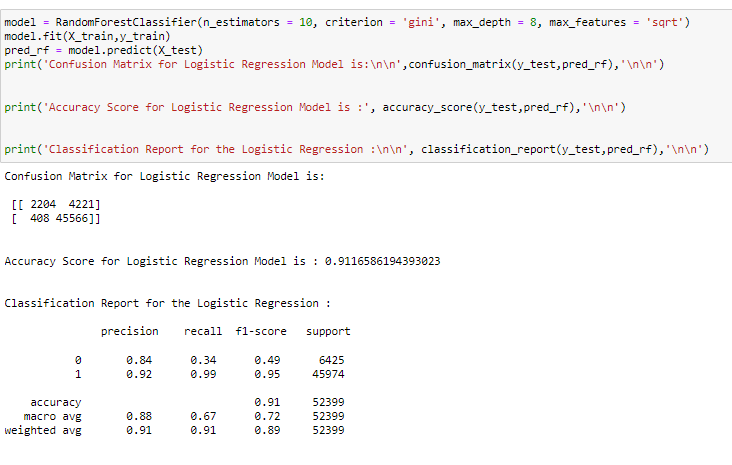 model = RandomForestClassifier(n_estimators = 10, criterion = 'gini', max_depth = 8, max_features = 'sqrt')
model.fit(X_train,y_train)
pred_rf = model.predict(X_test)
print('Confusion Matrix for Logistic Regression Model is:\n\n',confusion_matrix(y_test,pred_rf),'\n\n')
print('Accuracy Score for Logistic Regression Model is :', accuracy_score(y_test,pred_rf),'\n\n')
print('Classification Report for the Logistic Regression :\n\n', classification_report(y_test,pred_rf),'\n\n')
Confusion Matrix for Logistic Regression Model is:
[[ 2204  4221]
[  408 45566]]
Accuracy Score for Logistic Regression Model is : 0.9116586194393023
Classification Report for the Logistic Regression :
precision    recall  f1-score   support
0       0.84      0.34      0.49      6425
1       0.92      0.99      0.95     45974
accuracy                           0.91     52399
macro avg       0.88      0.67      0.72     52399
weighted avg       0.91      0.91      0.89     52399